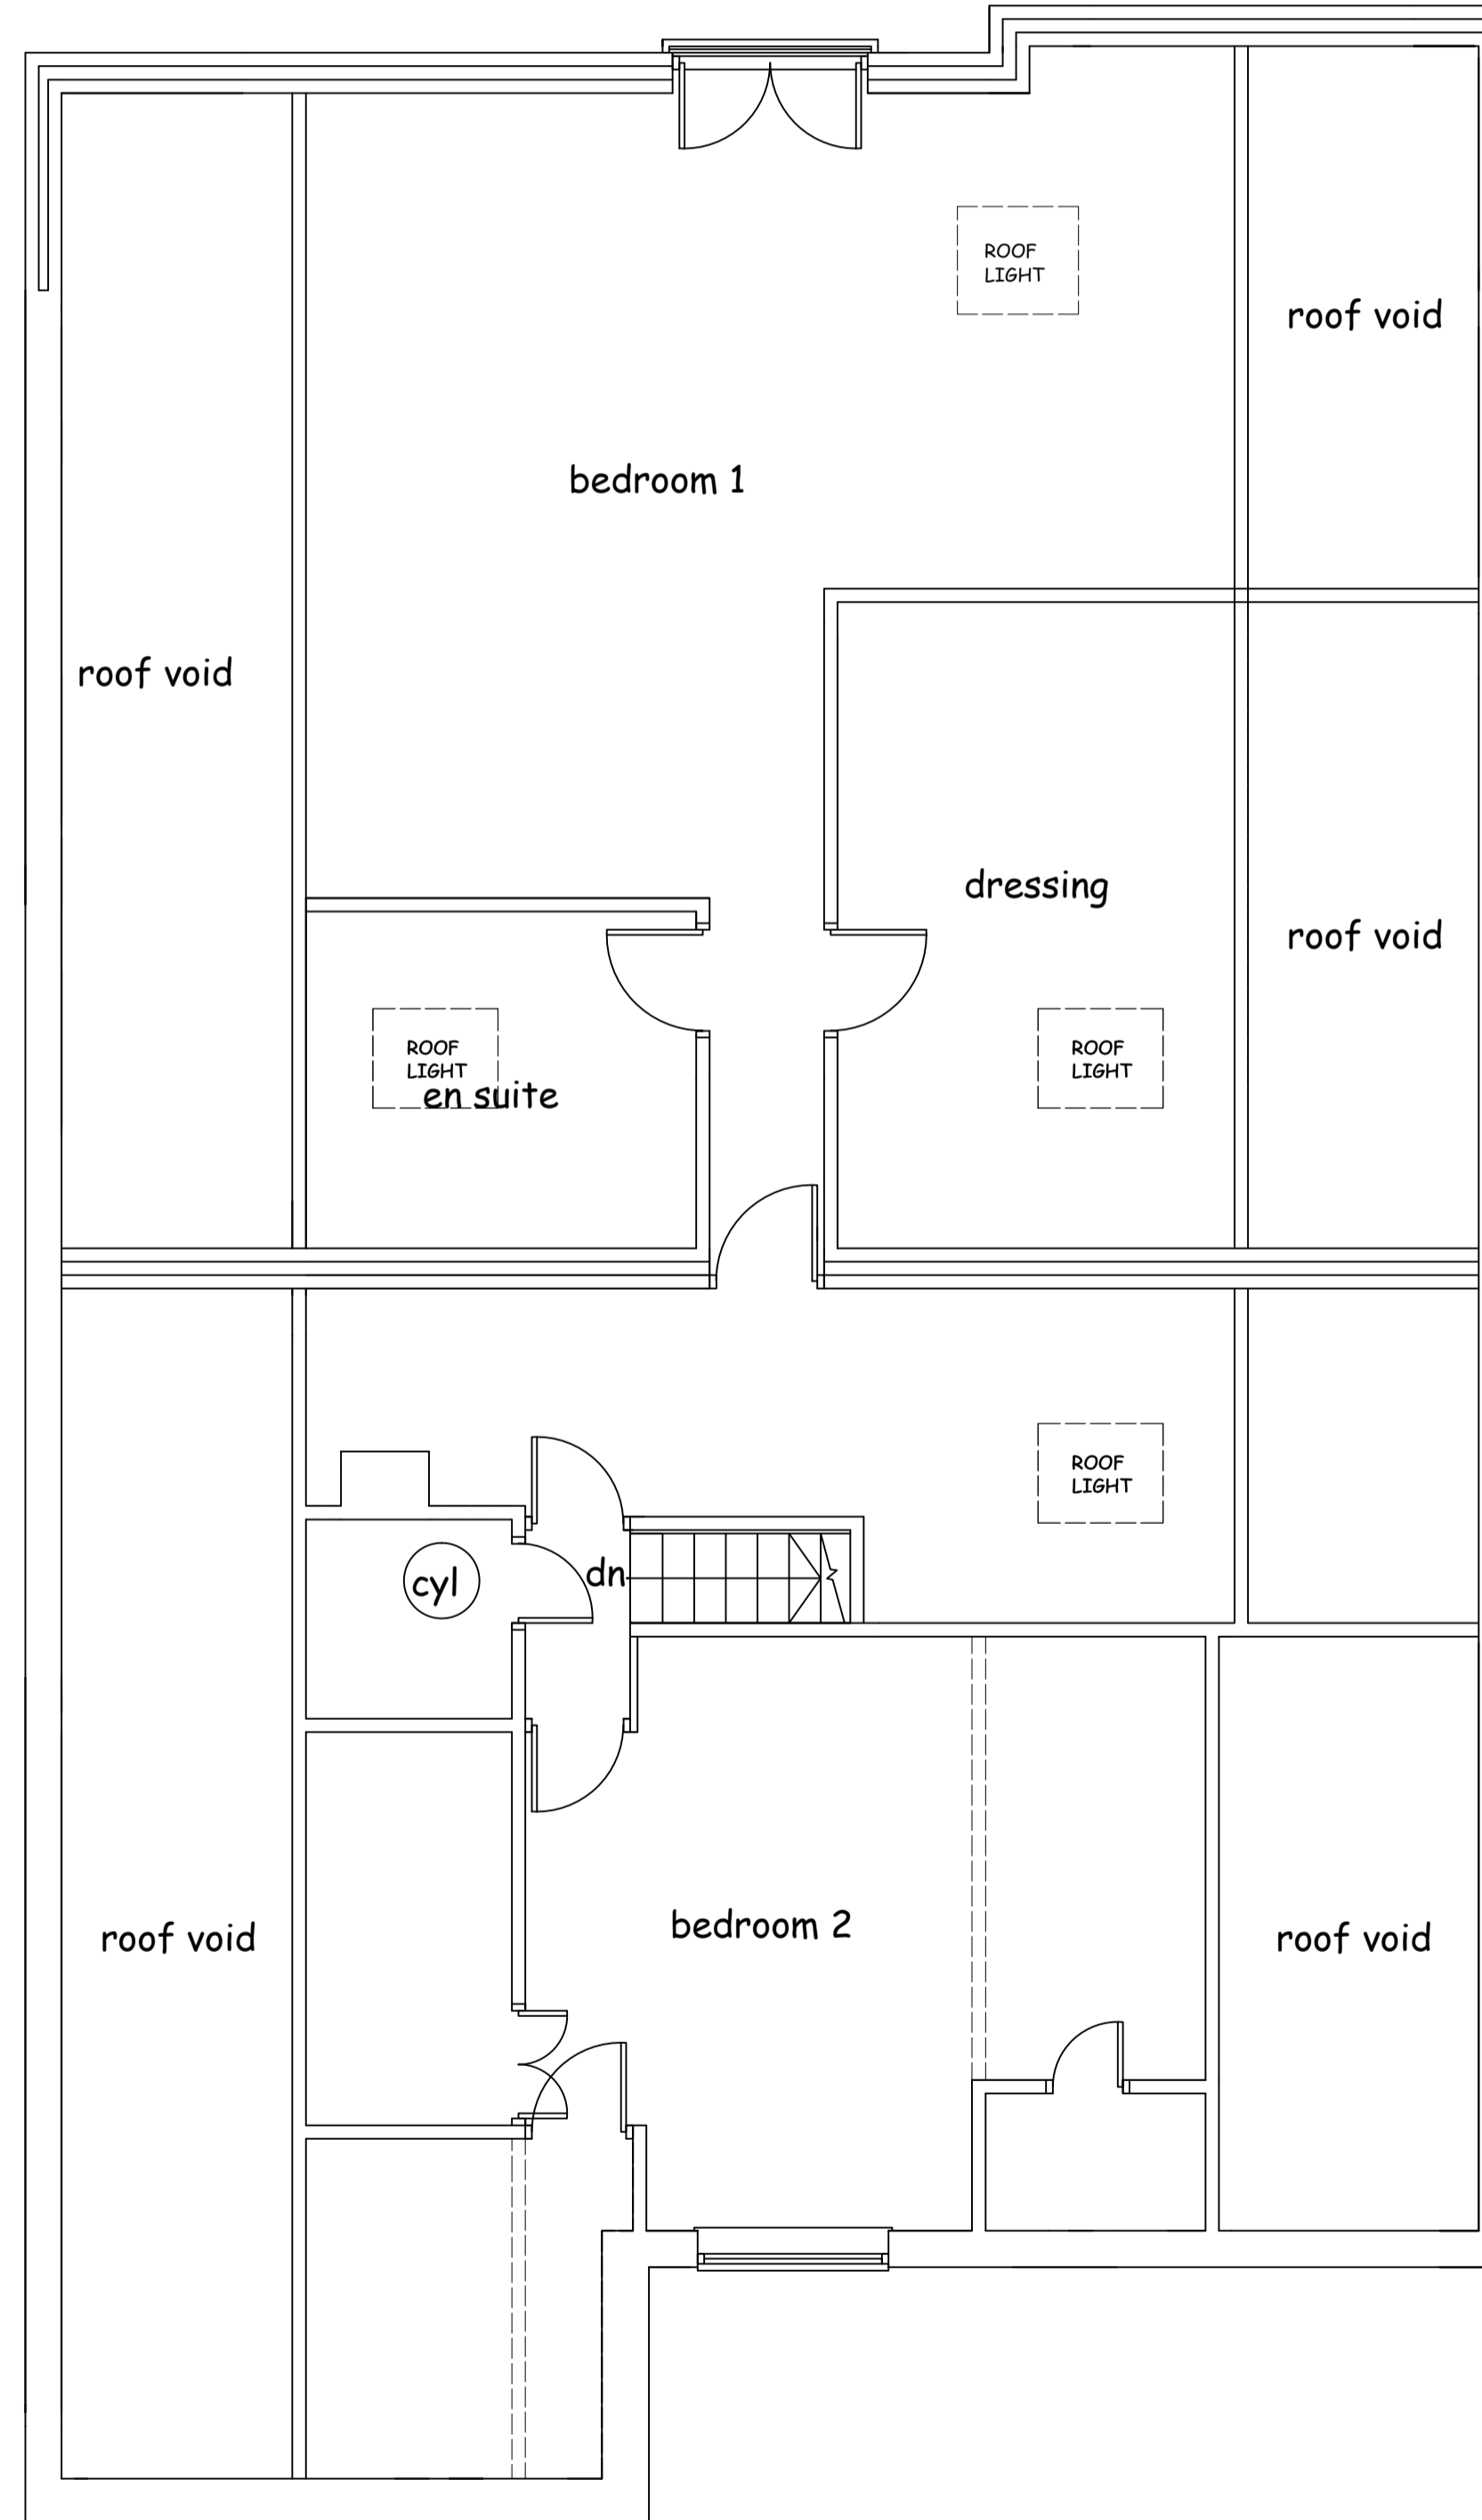 ROOF
LIGHT
roof void
bedroom 1
roof void
dressing
roof void
ROOF
LIGHT
en suite
ROOF
LIGHT
ROOF
LIGHT
cyl
dn
bedroom 2
roof void
roof void